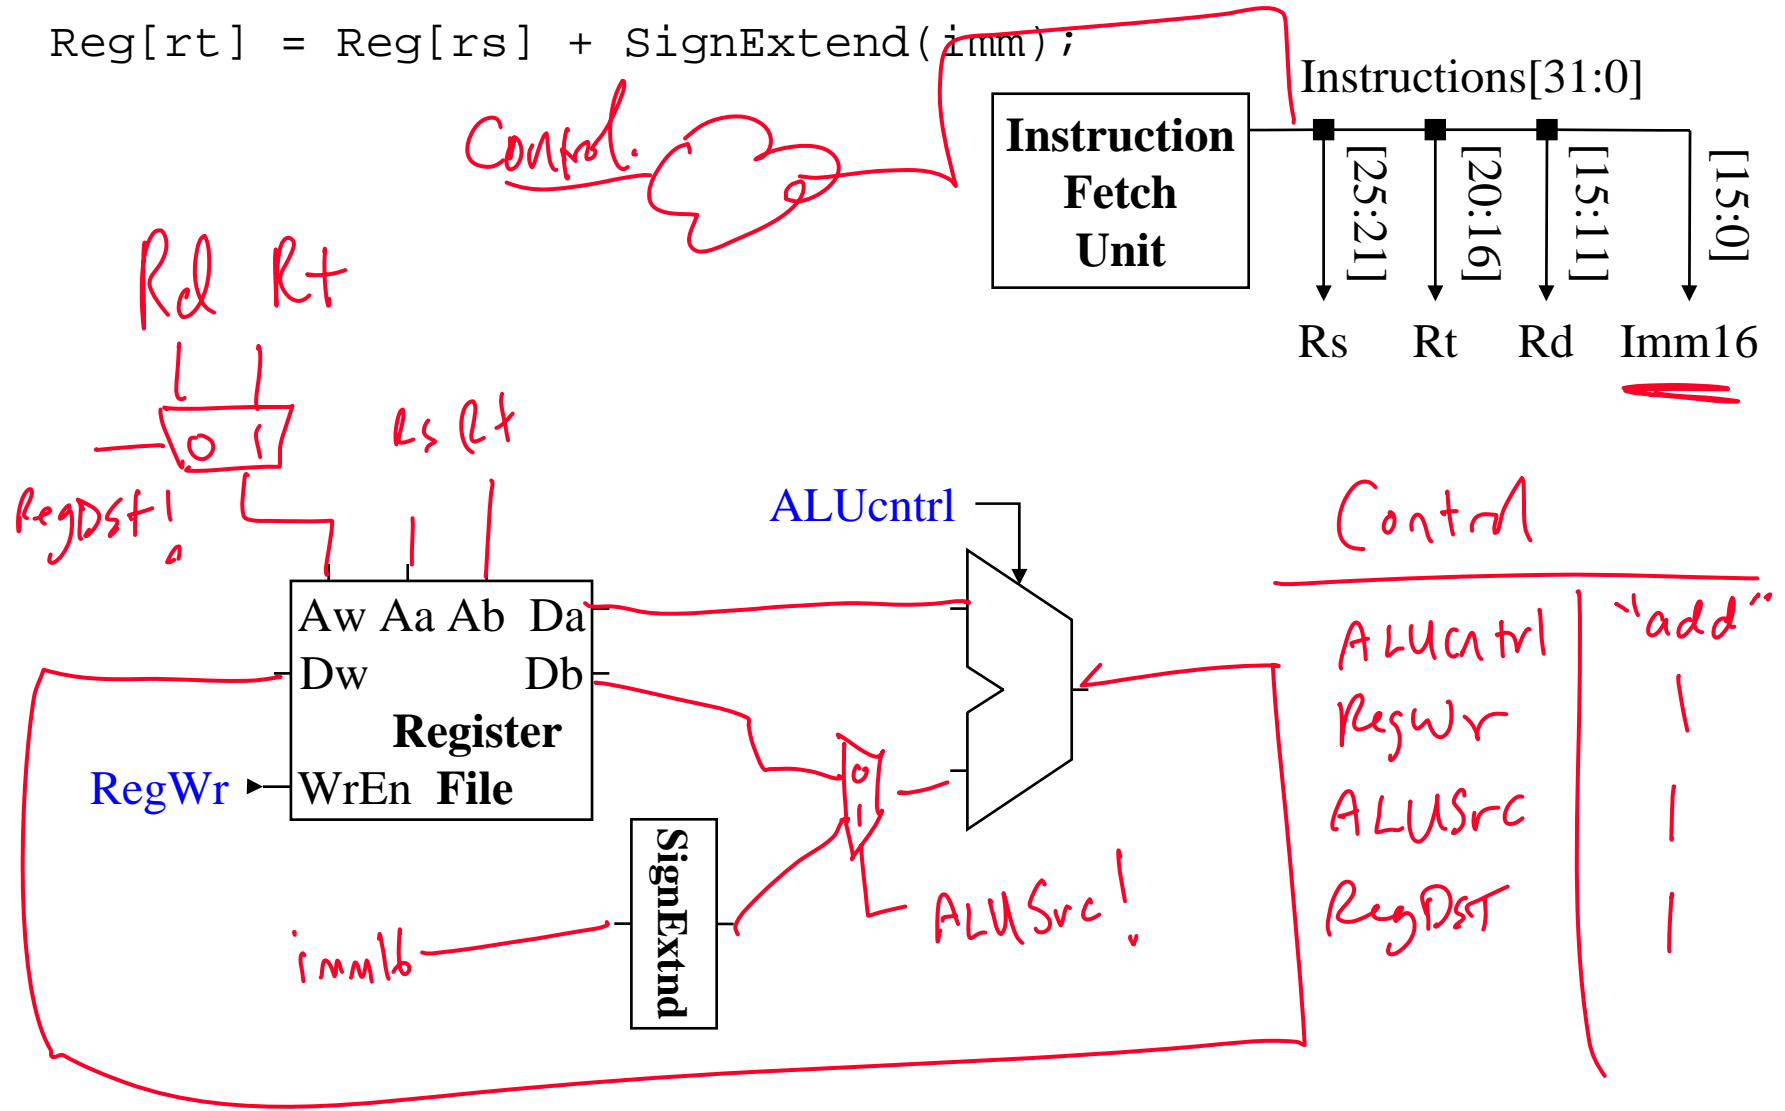 Reg[rt] = Reg[rs] + SignExtend(imm);
Instructions[31:0]
Control.
Instruction
Fetch
Unit
[25:21]
[20:16]
[15:11]
[15:0]
Rs
Rt
Rd
Imm16
Rd Rt
0 1
RegDst!
Rs Rt
ALUcntrl
Aw Aa Ab Da
Dw Db
Register
File
RegWr
WrEn
0
1
SignExtnd
imm16
ALUSrc!
Control
ALUcntrl "add"
RegWr 1
ALUSrc 1
RegDST 1